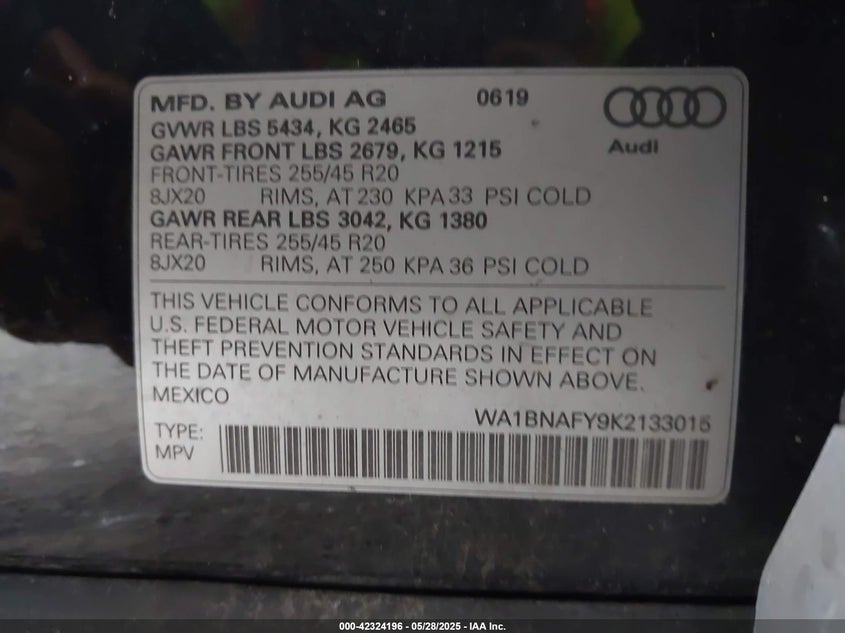 MFD. BY AUDI AG 0619
GVWR LBS 5434, KG 2465
GAWR FRONT LBS 2679, KG 1215
Audi
FRONT-TIRES 255/45 R20
8JX20 RIMS, AT 230 KPA 33 PSI COLD
GAWR REAR LBS 3042, KG 1380
REAR-TIRES 255/45 R20
8JX20 RIMS, AT 250 KPA 36 PSI COLD
THIS VEHICLE CONFORMS TO ALL APPLICABLE
U.S. FEDERAL MOTOR VEHICLE SAFETY AND
THEFT PREVENTION STANDARDS IN EFFECT ON
THE DATE OF MANUFACTURE SHOWN ABOVE.
MEXICO
WA1BNAFY9K2133015
TYPE:
MPV
000-42324196 - 05/28/2025 - IAA Inc.